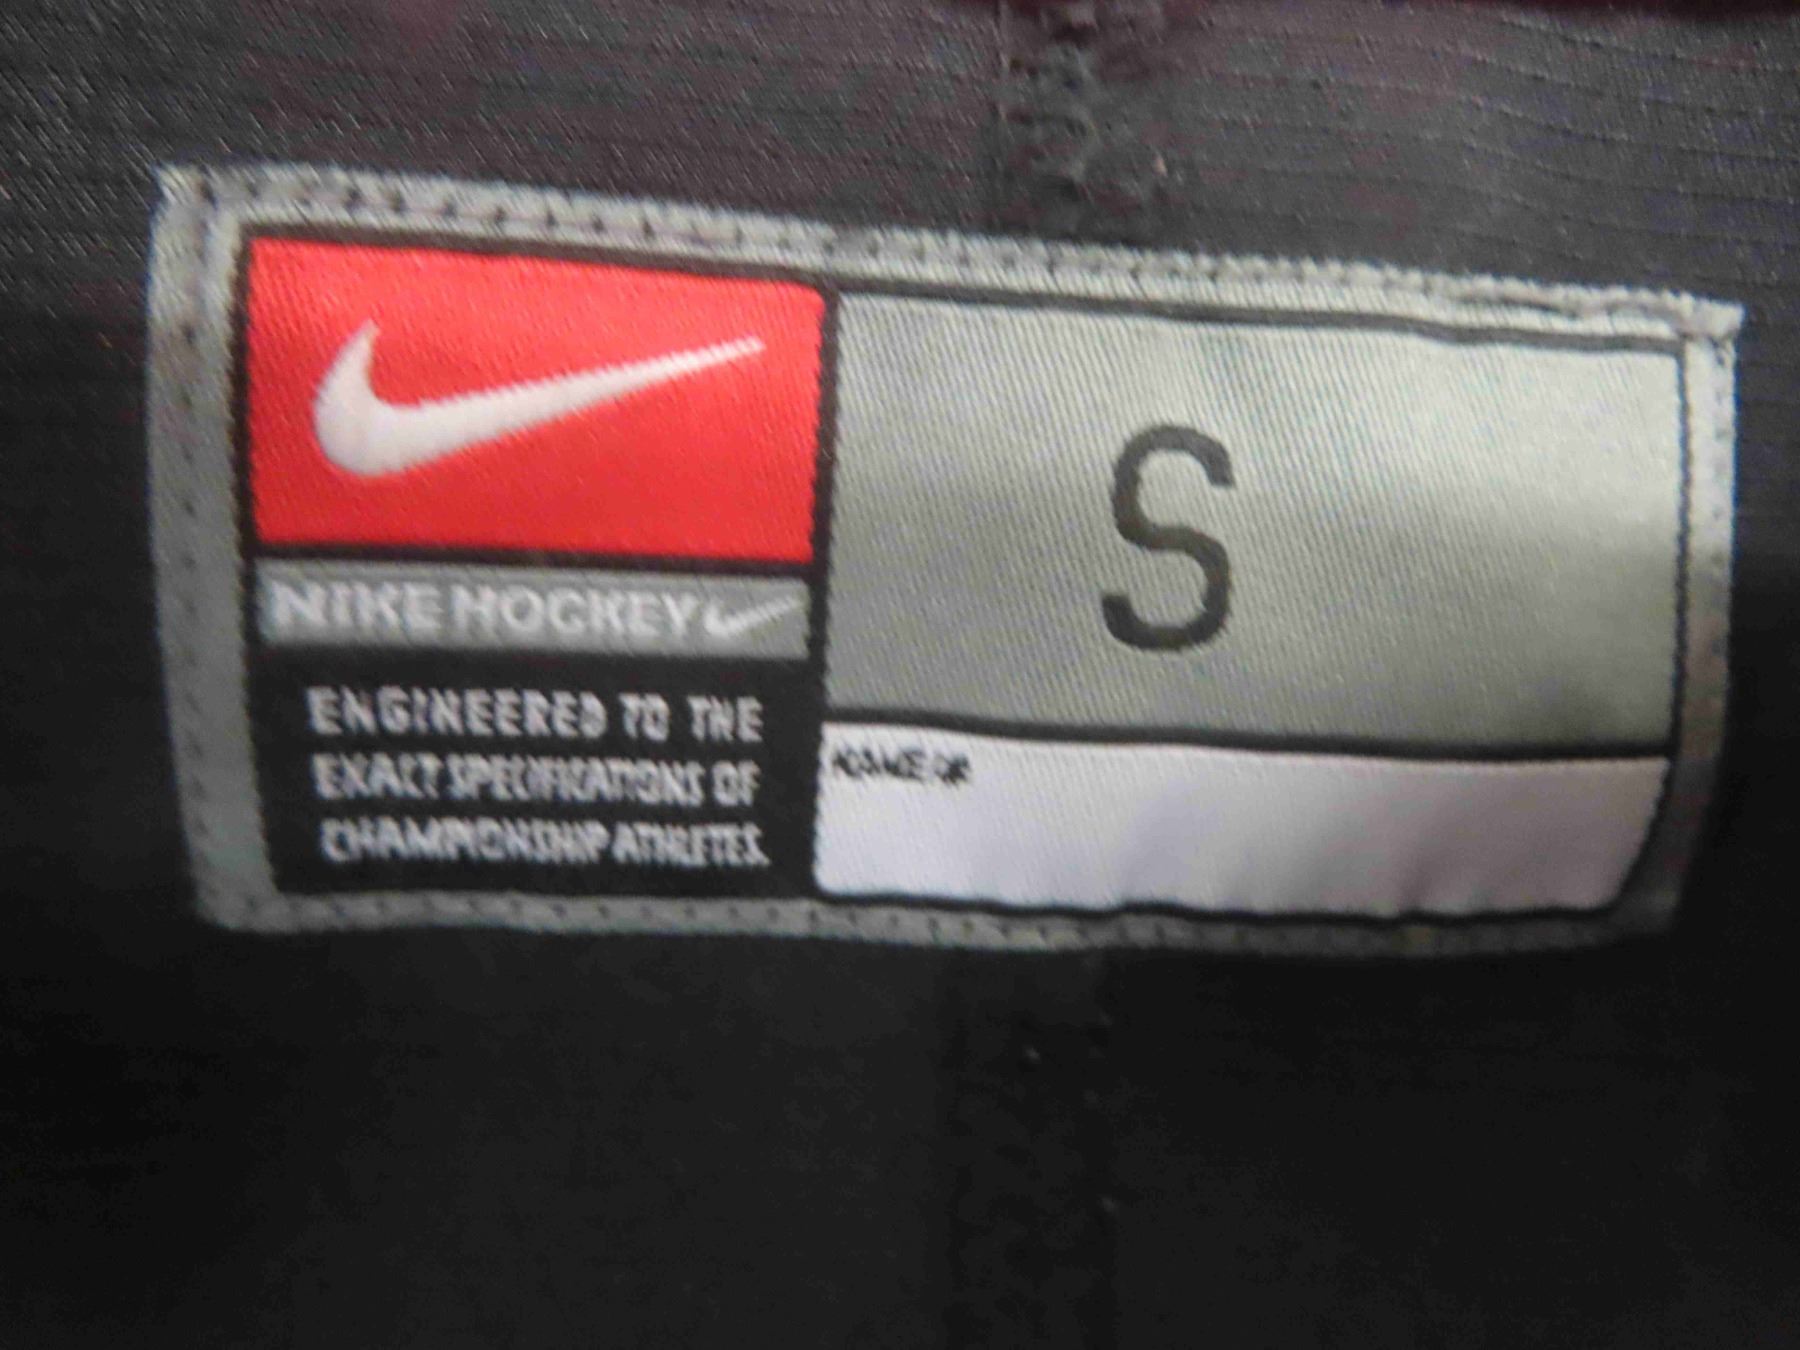 NIKE HOCKEY
ENGINEERED TO THE
EXACT SPECIFICATIONS OF
CHAMPIONSHIP ATHLETES.
S